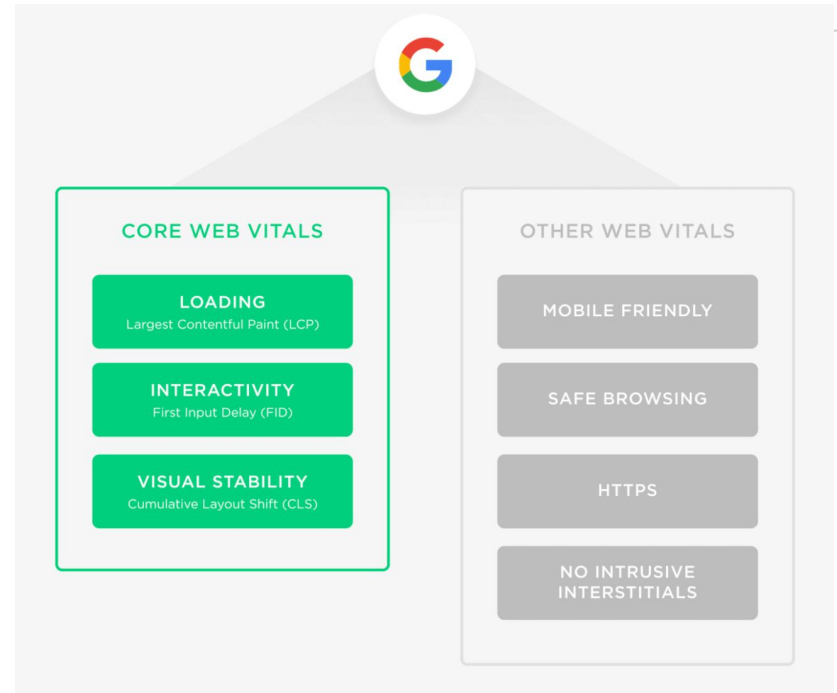 CORE WEB VITALS
LOADING
Largest Contentful Paint (LCP)
INTERACTIVITY
First Input Delay (FID)
VISUAL STABILITY
Cumulative Layout Shift (CLS)
OTHER WEB VITALS
MOBILE FRIENDLY
SAFE BROWSING
HTTPS
NO INTRUSIVE
INTERSTITIALS